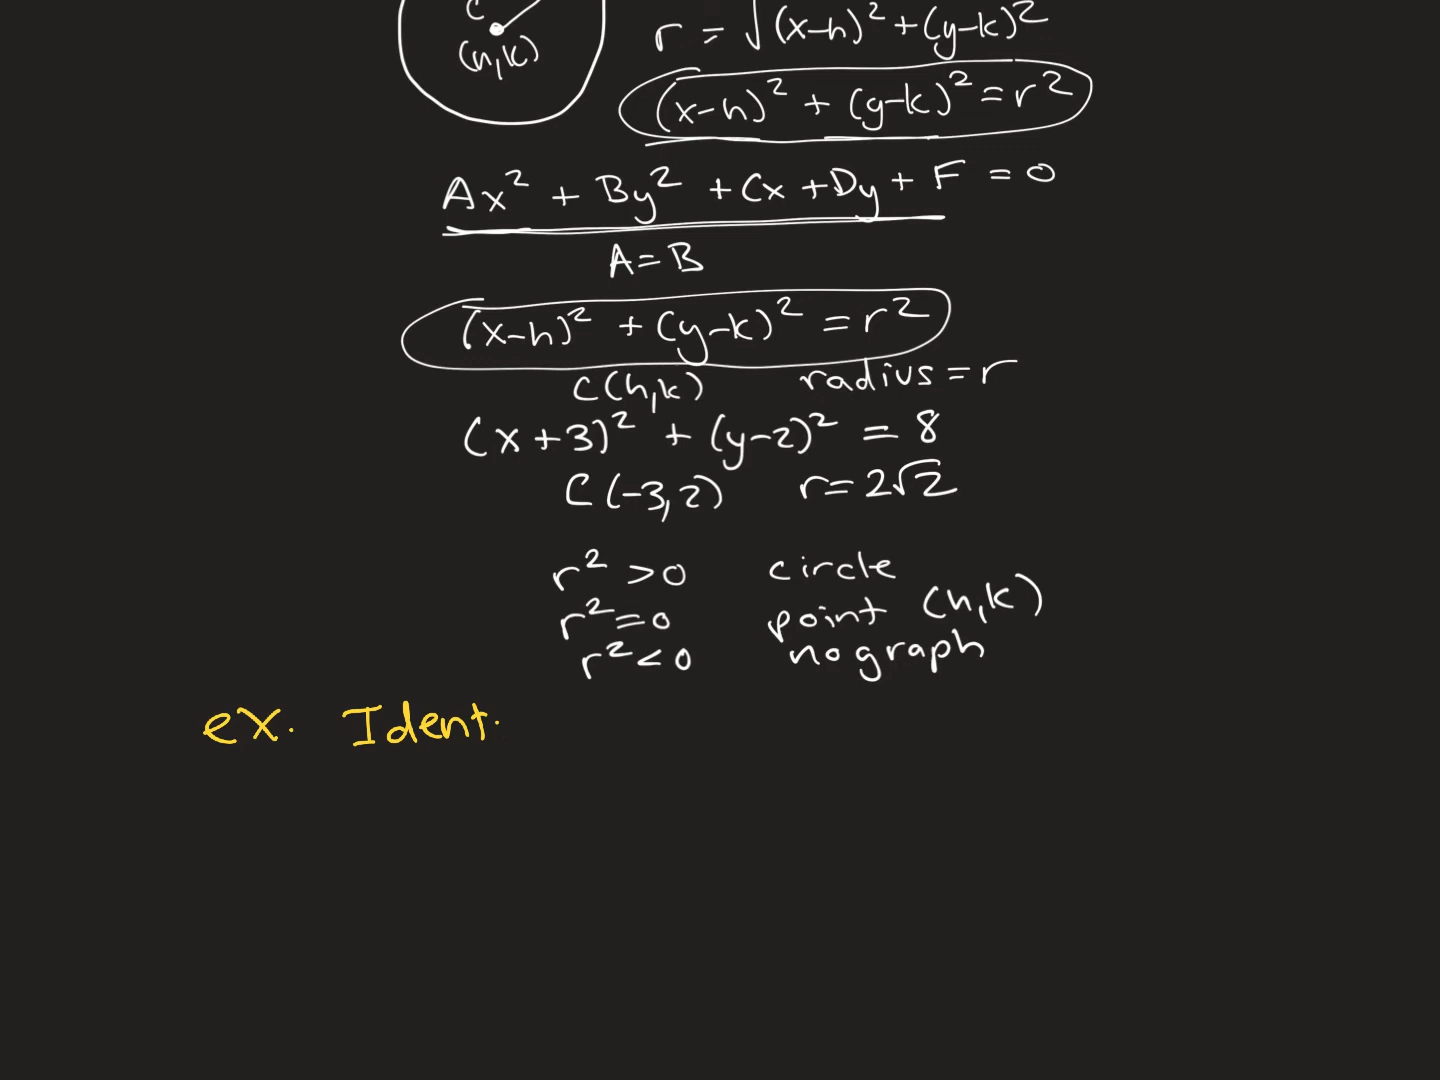 C
(h,k)
r = √(x-h)² + (y-k)²
(x-h)² + (y-k)² = r²
Ax² + By² + Cx + Dy + F = 0
A = B
(x-h)² + (y-k)² = r²
C(h,k) radius = r
(x+3)² + (y-2)² = 8
C(-3,2) r = 2√2
r² > 0 circle
r² = 0 point (h,k)
r² < 0 no graph
ex. Ident.